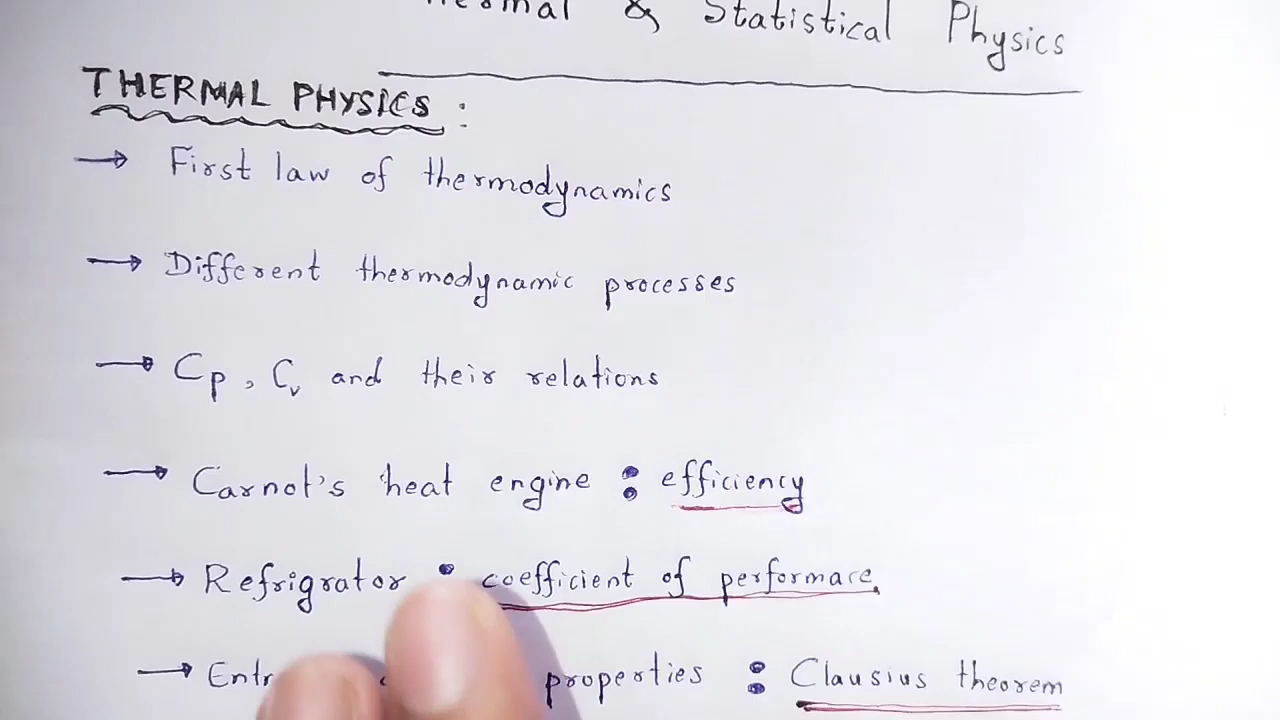 & Statistical Physics
THERMAL PHYSICS :
→ First law of thermodynamics
→ Different thermodynamic processes
→ Cp, Cv and their relations
→ Carnot's heat engine : efficiency
→ Refrigrator : coefficient of performace
→ properties : Clausius theorem